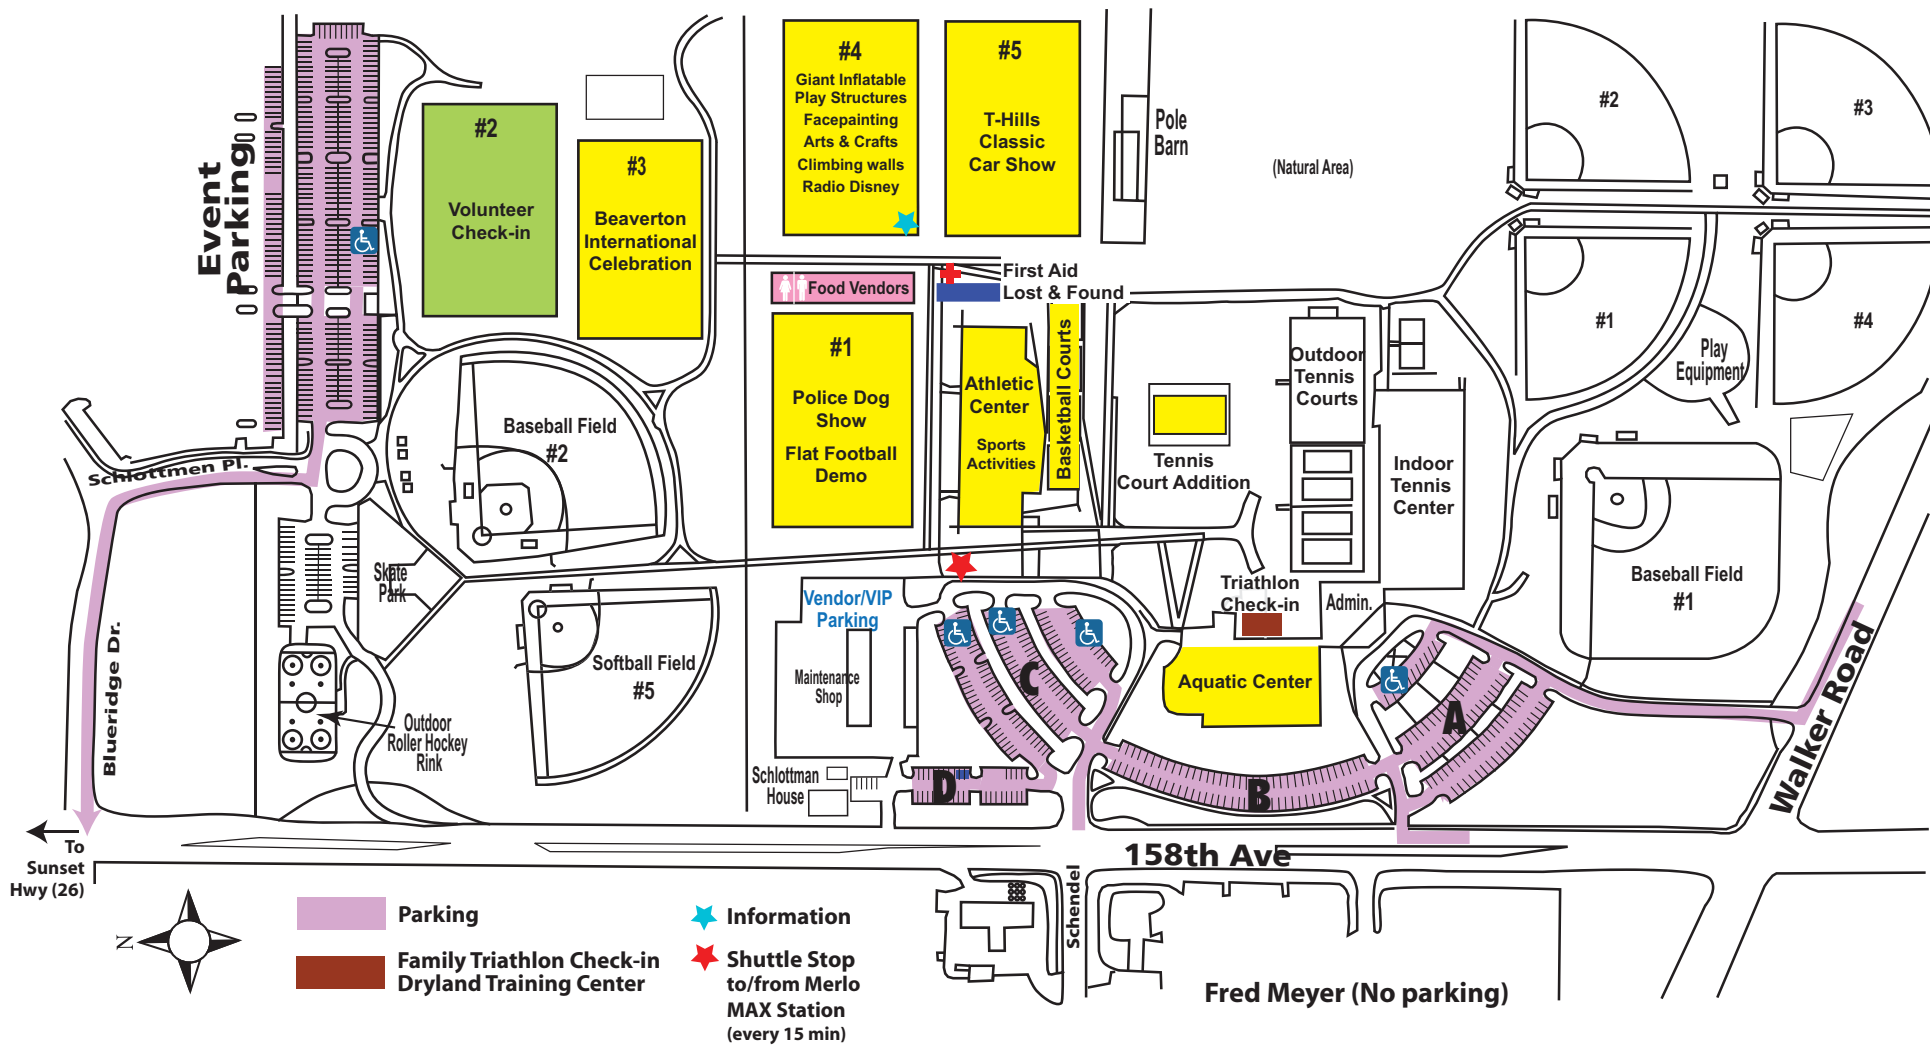 #4
Giant Inflatable
Play Structures
Facepainting
Arts & Crafts
Climbing walls
Radio Disney
#5
T-Hills
Classic
Car Show
Pole
Barn
(Natural Area)
#2
#3
#1
#4
Play
Equipment
Event
Parking
#2
Volunteer
Check-in
#3
Beaverton
International
Celebration
Food Vendors
First Aid
Lost & Found
#1
Police Dog
Show
Flat Football
Demo
Athletic
Center
Sports
Activities
Basketball Courts
Tennis
Court Addition
Outdoor
Tennis
Courts
Indoor
Tennis
Center
Baseball Field
#2
Baseball Field
#1
Schlottmen Pl.
Skate
Park
Softball Field
#5
Vendor/VIP
Parking
Maintenance
Shop
Triathlon
Check-in
Admin.
Aquatic Center
Blueridge Dr.
Outdoor
Roller Hockey
Rink
Schlottman
House
A
B
C
D
Walker Road
158th Ave
Schendel
To
Sunset
Hwy (26)
N
Parking
Family Triathlon Check-in
Dryland Training Center
Information
Shuttle Stop
to/from Merlo
MAX Station
(every 15 min)
Fred Meyer (No parking)